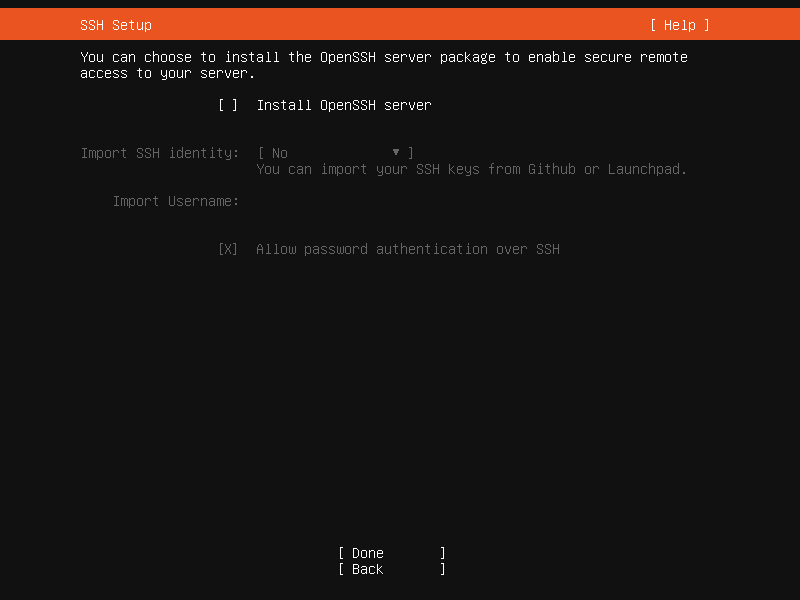 SSH Setup [ Help ]
You can choose to install the OpenSSH server package to enable secure remote
access to your server.
[ ] Install OpenSSH server
Import SSH identity: [ No ▾ ]
You can import your SSH keys from Github or Launchpad.
Import Username:
[X] Allow password authentication over SSH
[ Done ]
[ Back ]